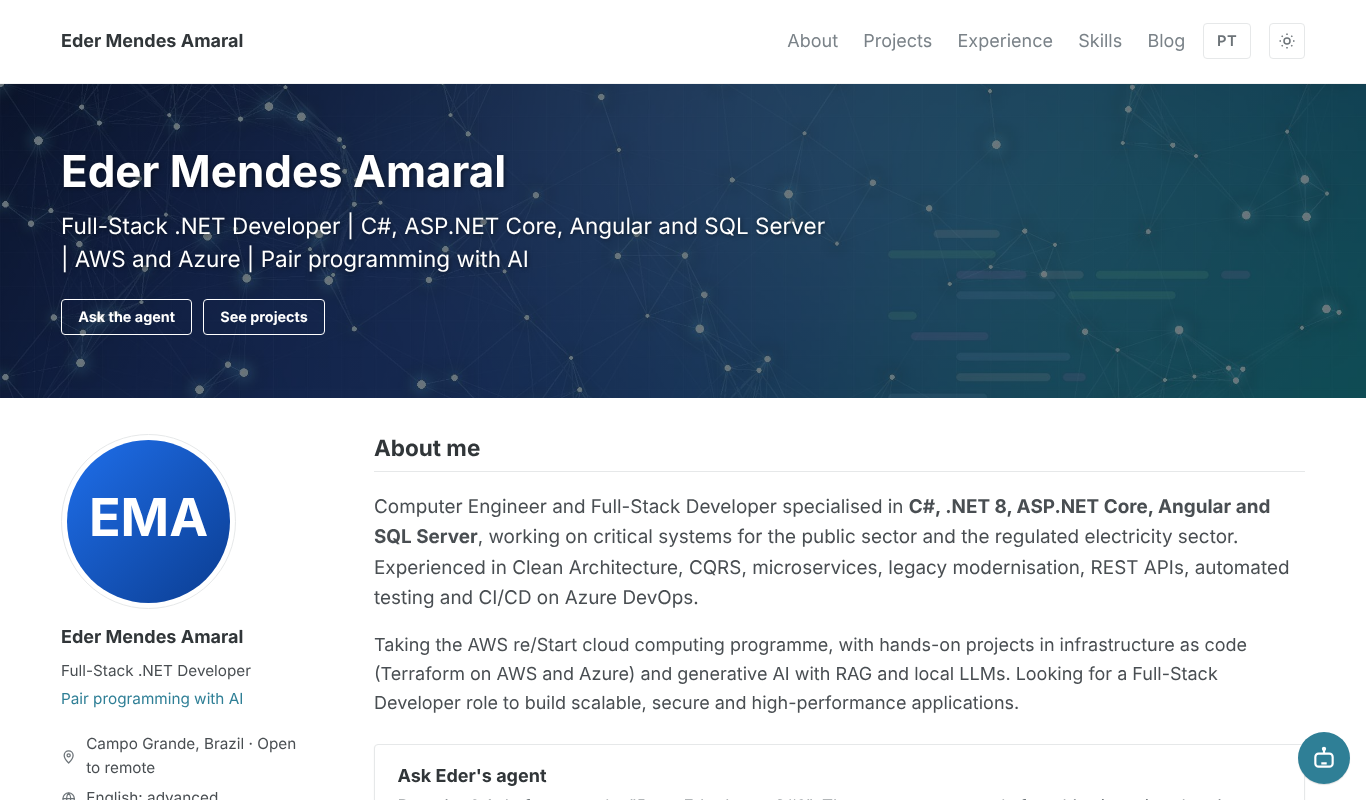 Eder Mendes Amaral
About Projects Experience Skills Blog PT
Eder Mendes Amaral
Full-Stack .NET Developer | C#, ASP.NET Core, Angular and SQL Server
| AWS and Azure | Pair programming with AI
Ask the agent See projects
EMA
Eder Mendes Amaral
Full-Stack .NET Developer
Pair programming with AI
Campo Grande, Brazil · Open
to remote
English: advanced
About me
Computer Engineer and Full-Stack Developer specialised in C#, .NET 8, ASP.NET Core, Angular and
SQL Server, working on critical systems for the public sector and the regulated electricity sector.
Experienced in Clean Architecture, CQRS, microservices, legacy modernisation, REST APIs, automated
testing and CI/CD on Azure DevOps.
Taking the AWS re/Start cloud computing programme, with hands-on projects in infrastructure as code
(Terraform on AWS and Azure) and generative AI with RAG and local LLMs. Looking for a Full-Stack
Developer role to build scalable, secure and high-performance applications.
Ask Eder's agent